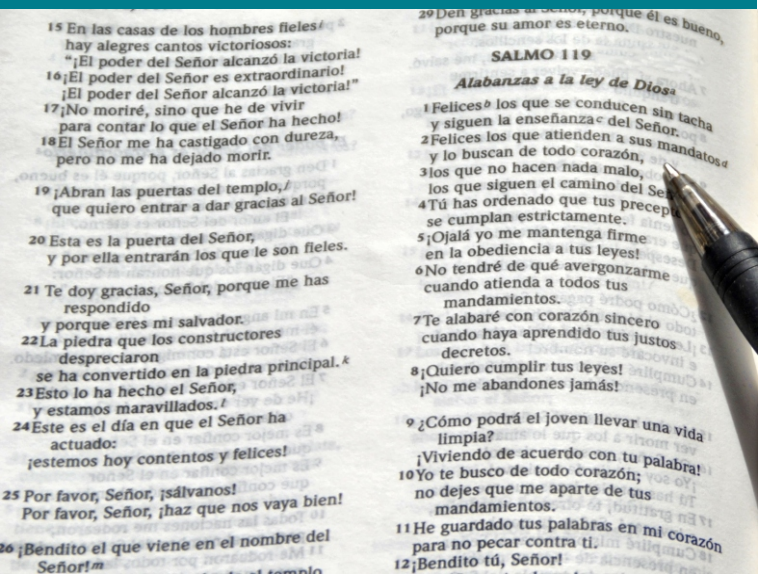 15 En las casas de los hombres fieles
hay alegres cantos victoriosos:
"¡El poder del Señor alcanzó la victoria!
16 ¡El poder del Señor es extraordinario!
¡El poder del Señor alcanzó la victoria!"
17 ¡No moriré, sino que he de vivir
para contar lo que el Señor ha hecho!
18 El Señor me ha castigado con dureza,
pero no me ha dejado morir.
19 ¡Abran las puertas del templo,
que quiero entrar a dar gracias al Señor!
20 Esta es la puerta del Señor,
y por ella entrarán los que le son fieles.
21 Te doy gracias, Señor, porque me has
respondido
y porque eres mi salvador.
22 La piedra que los constructores
despreciaron
se ha convertido en la piedra principal. k
23 Esto lo ha hecho el Señor,
y estamos maravillados. l
24 Este es el día en que el Señor ha
actuado:
¡estemos hoy contentos y felices!
25 Por favor, Señor, ¡sálvanos!
Por favor, Señor, ¡haz que nos vaya bien!
26 ¡Bendito el que viene en el nombre del
Señor! m
templo
29 Den gracias al Señor, porque él es bueno,
porque su amor es eterno.
SALMO 119
Alabanzas a la ley de Dios a
1 Felices b los que se conducen sin tacha
y siguen la enseñanza c del Señor.
2 Felices los que atienden a sus mandatos d
y lo buscan de todo corazón,
3 los que no hacen nada malo,
los que siguen el camino del Se
4 Tú has ordenado que tus precep
se cumplan estrictamente.
5 ¡Ojalá yo me mantenga firme
en la obediencia a tus leyes!
6 No tendré de qué avergonzarme
cuando atienda a todos tus
mandamientos.
7 Te alabaré con corazón sincero
cuando haya aprendido tus justos
decretos.
8 ¡Quiero cumplir tus leyes!
¡No me abandones jamás!
9 ¿Cómo podrá el joven llevar una vida
limpia?
¡Viviendo de acuerdo con tu palabra!
10 Yo te busco de todo corazón;
no dejes que me aparte de tus
mandamientos.
11 He guardado tus palabras en mi corazón
para no pecar contra ti.
12 ¡Bendito tú, Señor!